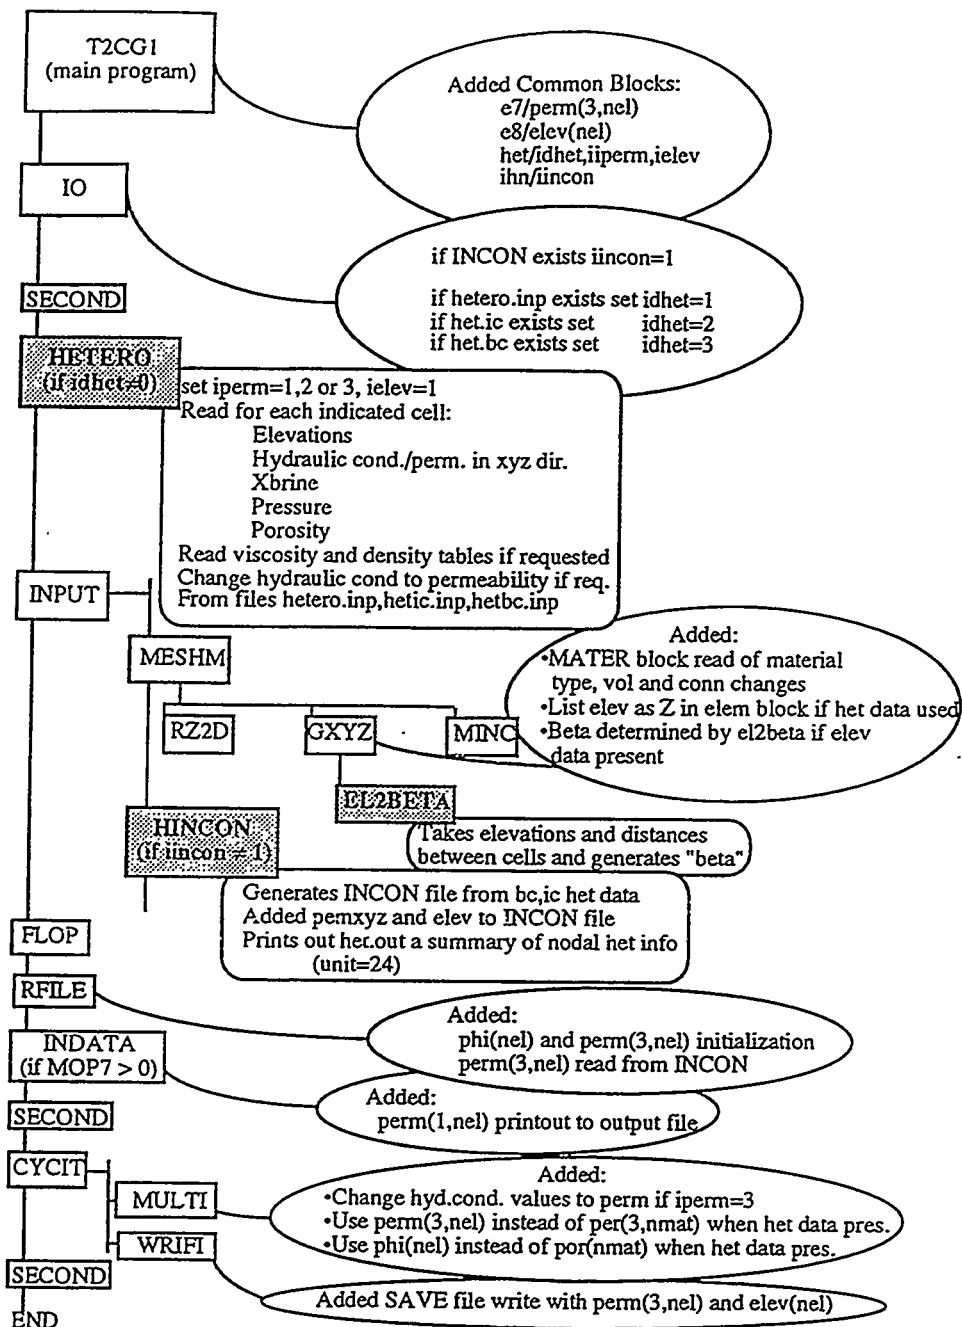 T2CG1
(main program)
Added Common Blocks:
e7/perm(3,nel)
e8/elev(nel)
het/idhet,iiperm,ielev
ihn/iincon
IO
if INCON exists iincon=1
if hetero.inp exists set idhet=1
if het.ic exists set idhet=2
if het.bc exists set idhet=3
SECOND
HETERO
(if idhet≠0)
set iperm=1,2 or 3, ielev=1
Read for each indicated cell:
Elevations
Hydraulic cond./perm. in xyz dir.
Xbrine
Pressure
Porosity
Read viscosity and density tables if requested
Change hydraulic cond to permeability if req.
From files hetero.inp,hetic.inp,hetbc.inp
INPUT
MESHM
Added:
•MATER block read of material
type, vol and conn changes
•List elev as Z in elem block if het data used
•Beta determined by el2beta if elev
data present
RZ2D
GXYZ
MINC
EL2BETA
Takes elevations and distances
between cells and generates "beta"
HINCON
(if iincon ≠ 1)
Generates INCON file from bc,ic het data
Added pemxyz and elev to INCON file
Prints out het.out a summary of nodal het info
(unit=24)
FLOP
RFILE
Added:
phi(nel) and perm(3,nel) initialization
perm(3,nel) read from INCON
INDATA
(if MOP7 > 0)
Added:
perm(1,nel) printout to output file
SECOND
CYCIT
MULTI
Added:
•Change hyd.cond. values to perm if iperm=3
•Use perm(3,nel) instead of per(3,nmat) when het data pres.
•Use phi(nel) instead of por(nmat) when het data pres.
WRIFI
SECOND
Added SAVE file write with perm(3,nel) and elev(nel)
END